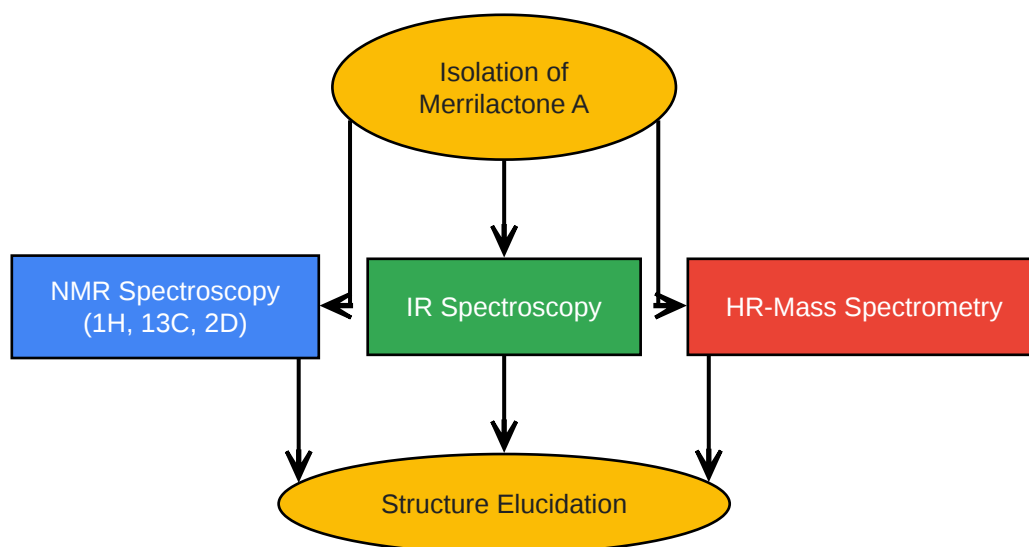 Isolation of
Merrilactone A
NMR Spectroscopy
(1H, 13C, 2D)
IR Spectroscopy
HR-Mass Spectrometry
Structure Elucidation